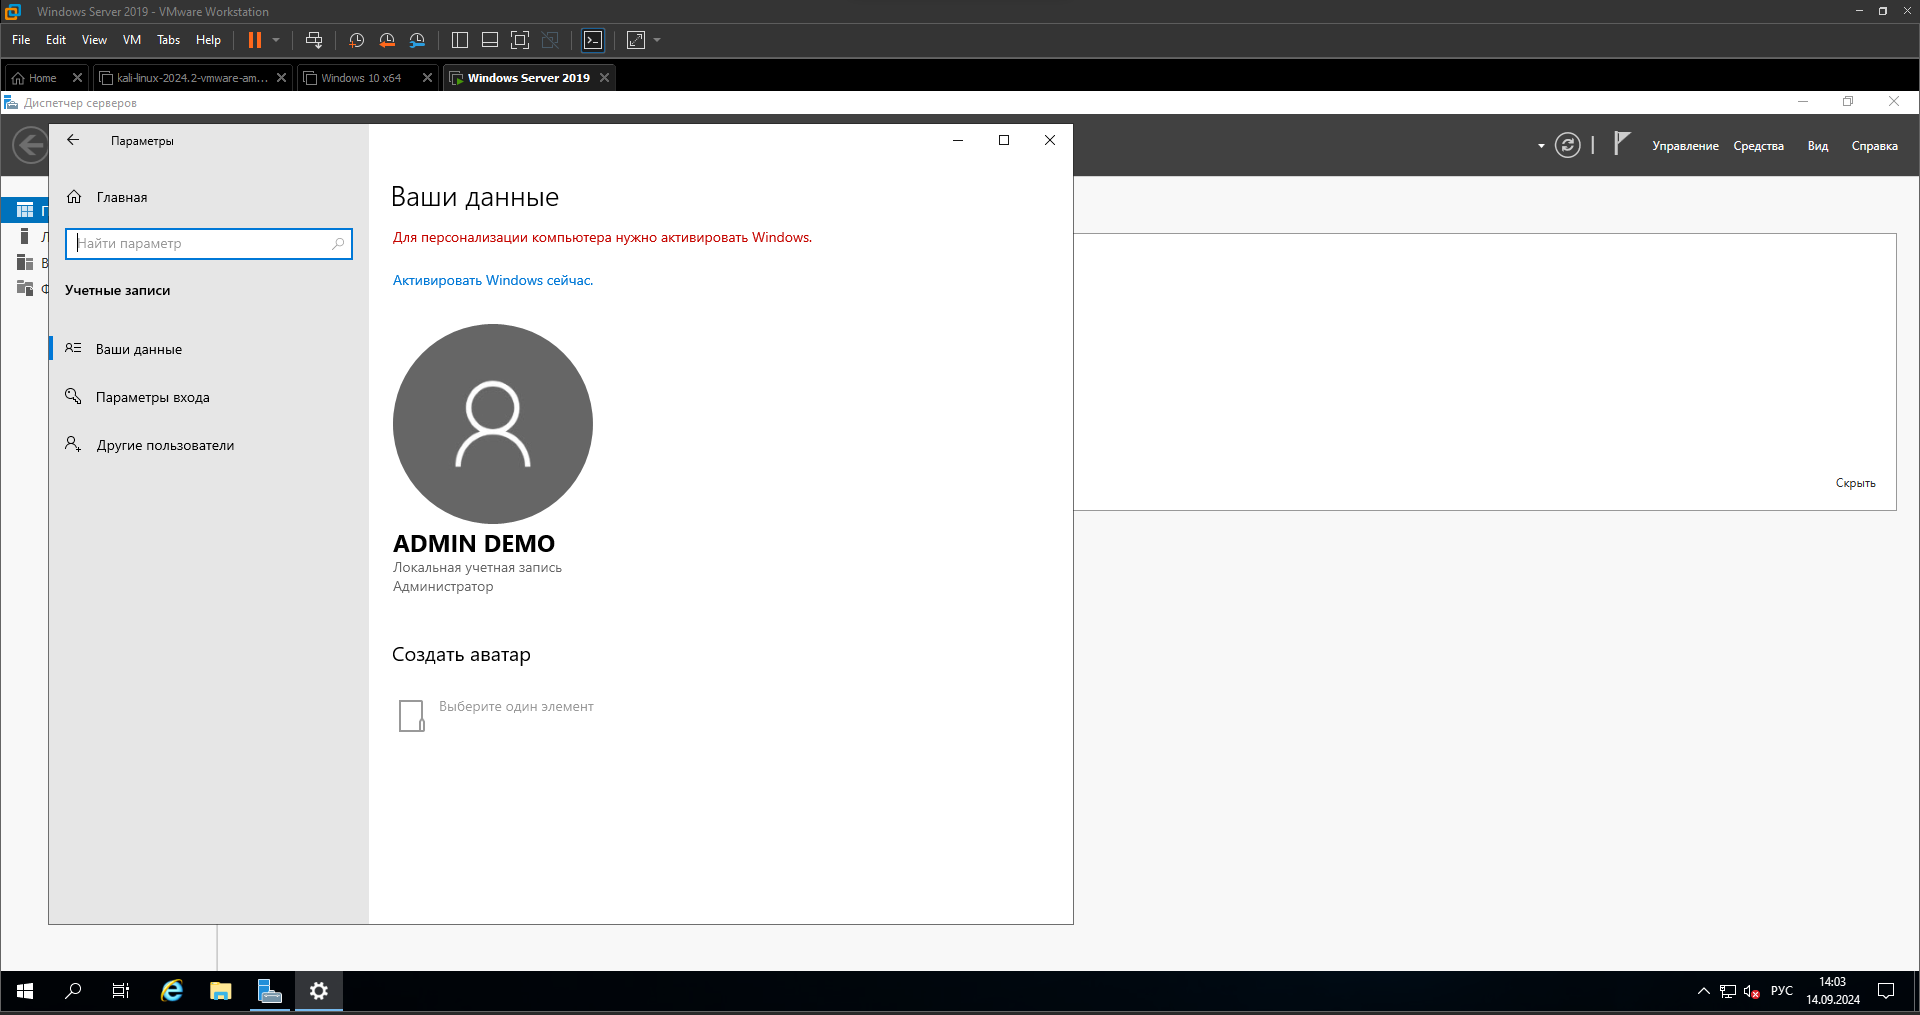 Windows Server 2019 - VMware Workstation
File Edit View VM Tabs Help
Home kali-linux-2024.2-vmware-am... Windows 10 x64 Windows Server 2019
Диспетчер серверов
Управление Средства Вид Справка
Параметры
Главная
Найти параметр
Учетные записи
Ваши данные
Параметры входа
Другие пользователи
Ваши данные
Для персонализации компьютера нужно активировать Windows.
Активировать Windows сейчас.
ADMIN DEMO
Локальная учетная запись
Администратор
Создать аватар
Выберите один элемент
Скрыть
РУС
14:03
14.09.2024